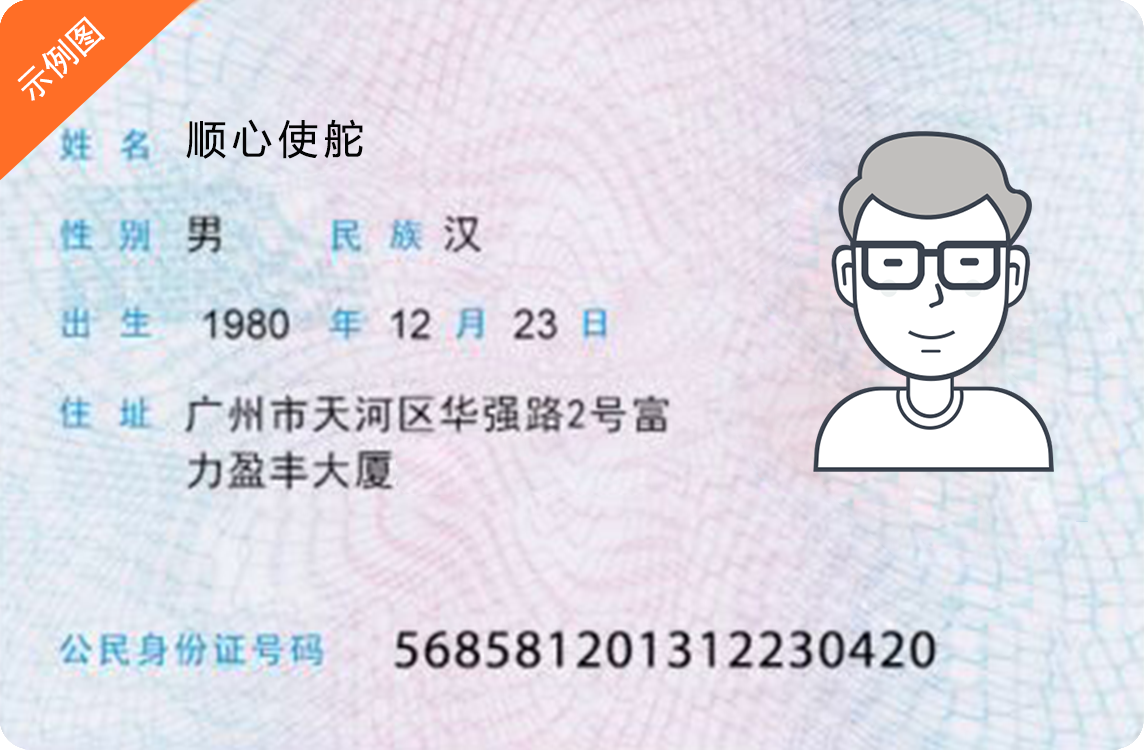 示例图
姓名 顺心使舵
性别 男 民族 汉
出生 1980 年 12 月 23 日
住址 广州市天河区华强路2号富
力盈丰大厦
公民身份证号码 568581201312230420